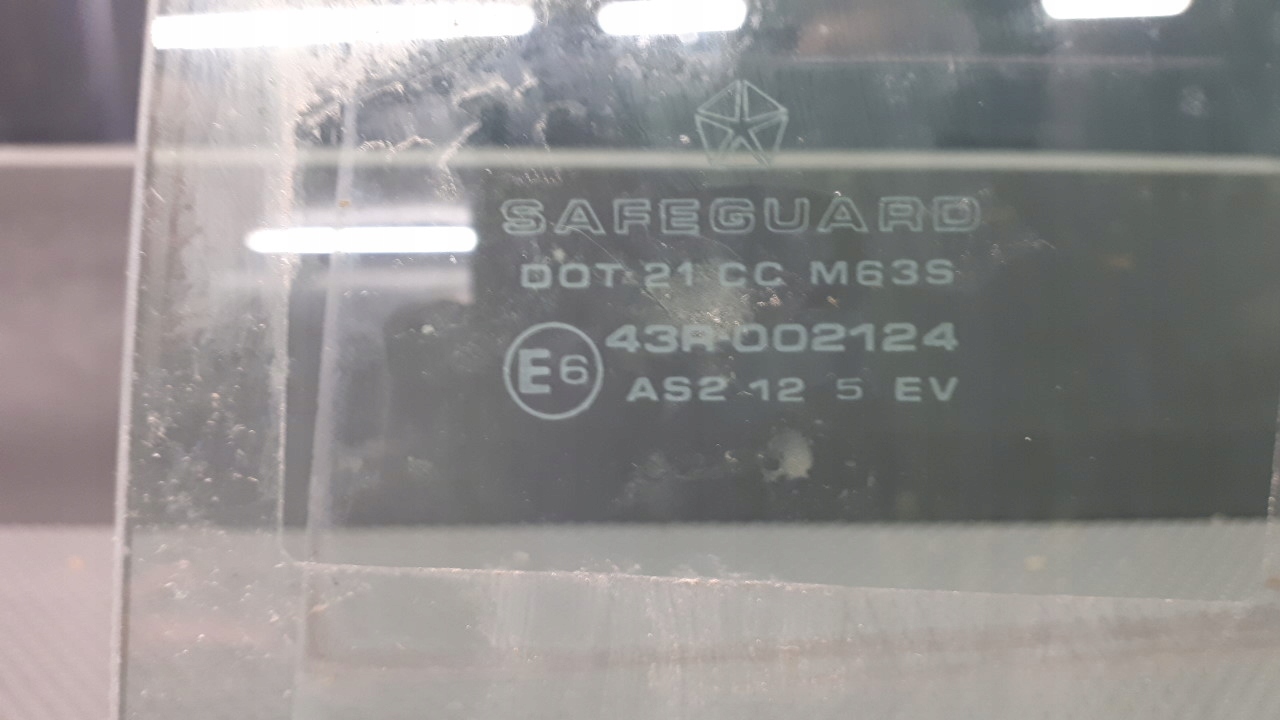 SAFEGUARD
DOT 21 CC M63S
E6 43R-002124
AS2 12 5 EV